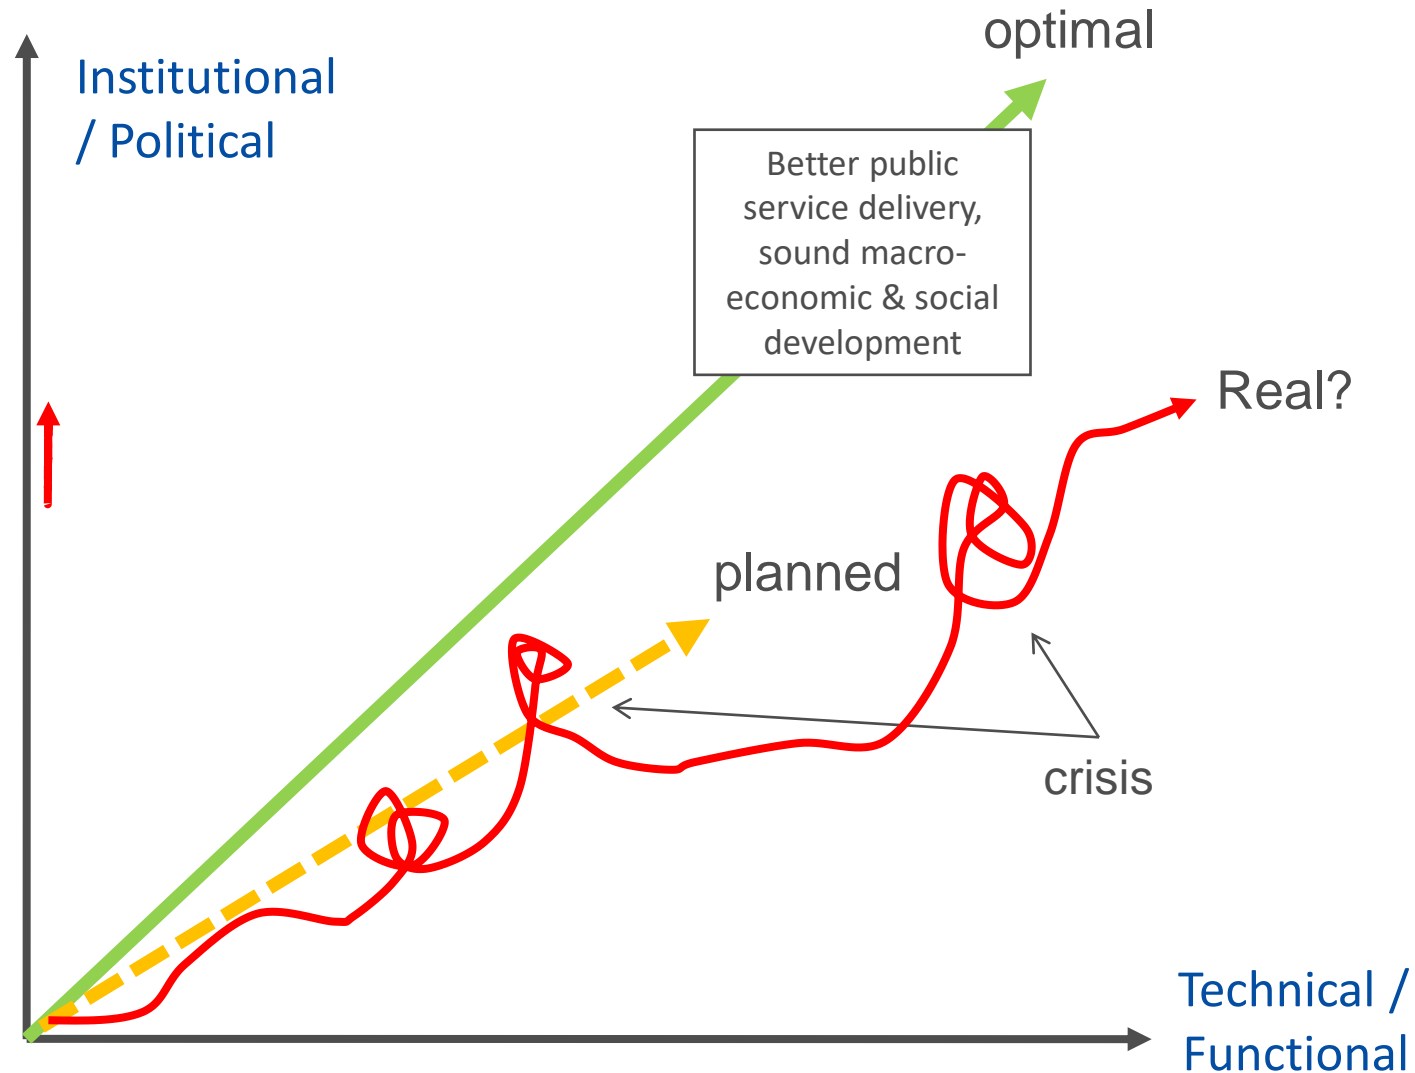 optimal
Institutional
/ Political
Better public
service delivery,
sound macro-
economic & social
development
Real?
planned
crisis
Technical /
Functional